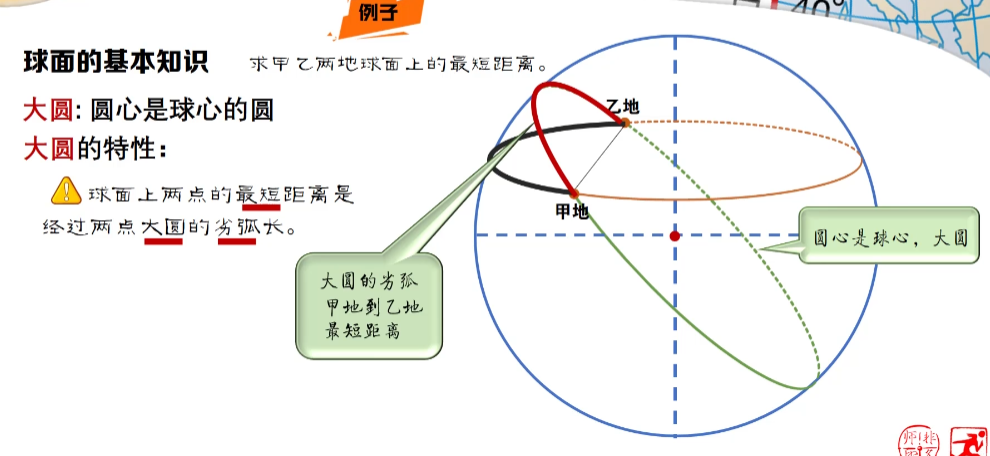 例子
40°
球面的基本知识
求甲乙两地球面上的最短距离。
大圆:圆心是球心的圆
大圆的特性:
球面上两点的最短距离是
经过两点大圆的劣弧长。
乙地
甲地
圆心是球心，大圆
大圆的劣弧
甲地到乙地
最短距离